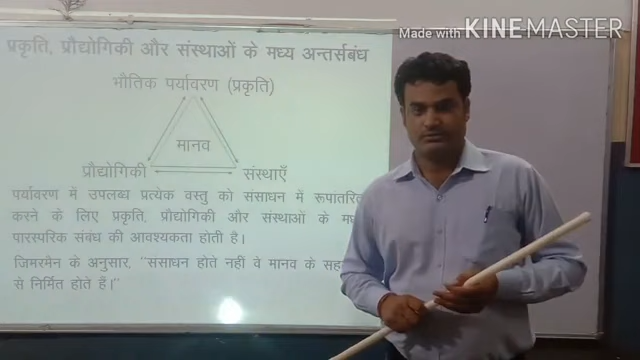 Made with KINEMASTER
प्रकृति, प्रौद्योगिकी और संस्थाओं के मध्य अन्तर्सबंध
भौतिक पर्यावरण (प्रकृति)
मानव
प्रौद्योगिकी
संस्थाएँ
पर्यावरण में उपलब्ध प्रत्येक वस्तु को संसाधन में रूपांतरित
करने के लिए प्रकृति, प्रौद्योगिकी और संस्थाओं के
पारस्परिक संबंध की आवश्यकता होती है।
जिमरमैन के अनुसार, "संसाधन होते नहीं वे मानव के
से निर्मित होते हैं।"